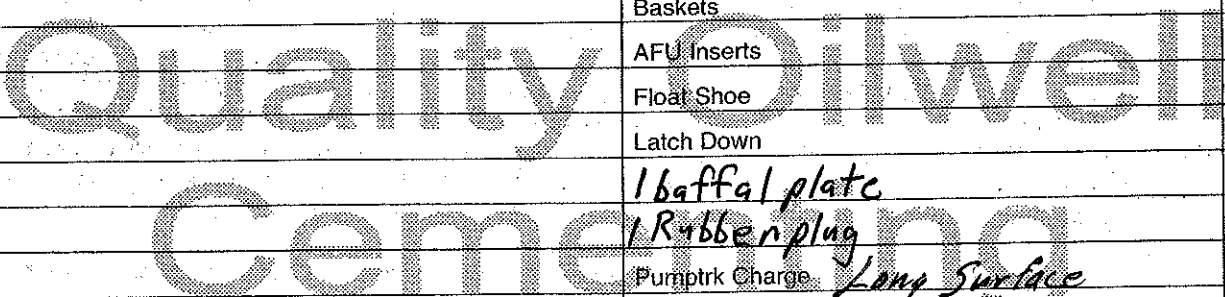 Baskets
Quality Oilwell
AFU Inserts
Float Shoe
Latch Down
1 baffal plate
Cementing
1 Rubber plug
Pumptrk Charge Long Surface